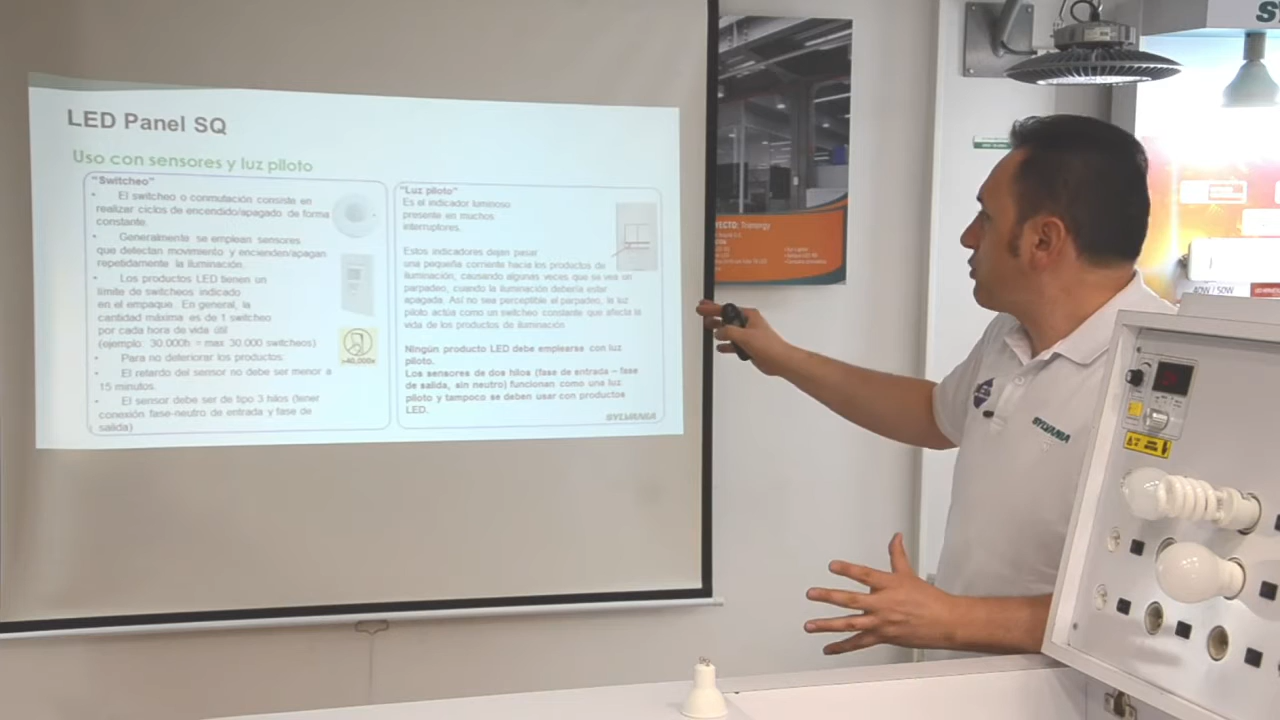 LED Panel SQ
Uso con sensores y luz piloto
"Switcheo"
• El switcheo o conmutación consiste en
realizar ciclos de encendido/apagado de forma
constante.
• Generalmente se emplean sensores
que detectan movimiento y encienden/apagan
repetidamente la iluminación.
• Los productos LED tienen un
límite de switcheos indicado
en el empaque. En general, la
cantidad máxima es de 1 switcheo
por cada hora de vida útil
(ejemplo: 30.000h = max 30.000 switcheos)
• Para no deteriorar los productos:
• El retardo del sensor no debe ser menor a
15 minutos.
• El sensor debe ser de tipo 3 hilos (tener
conexión fase-neutro de entrada y fase de
salida)
>40,000x
"Luz piloto"
Es el indicador luminoso
presente en muchos
interruptores.
Estos indicadores dejan pasar
una pequeña corriente hacia los productos de
iluminación, causando algunas veces que se vea un
parpadeo, cuando la iluminación debería estar
apagada. Así no sea perceptible el parpadeo, la luz
piloto actúa como un switcheo constante que afecta la
vida de los productos de iluminación
Ningún producto LED debe emplearse con luz
piloto.
Los sensores de dos hilos (fase de entrada – fase
de salida, sin neutro) funcionan como una luz
piloto y tampoco se deben usar con productos
LED.
SYLVANIA
YECTO: Tranergy
SYLVANIA
40W / 50W